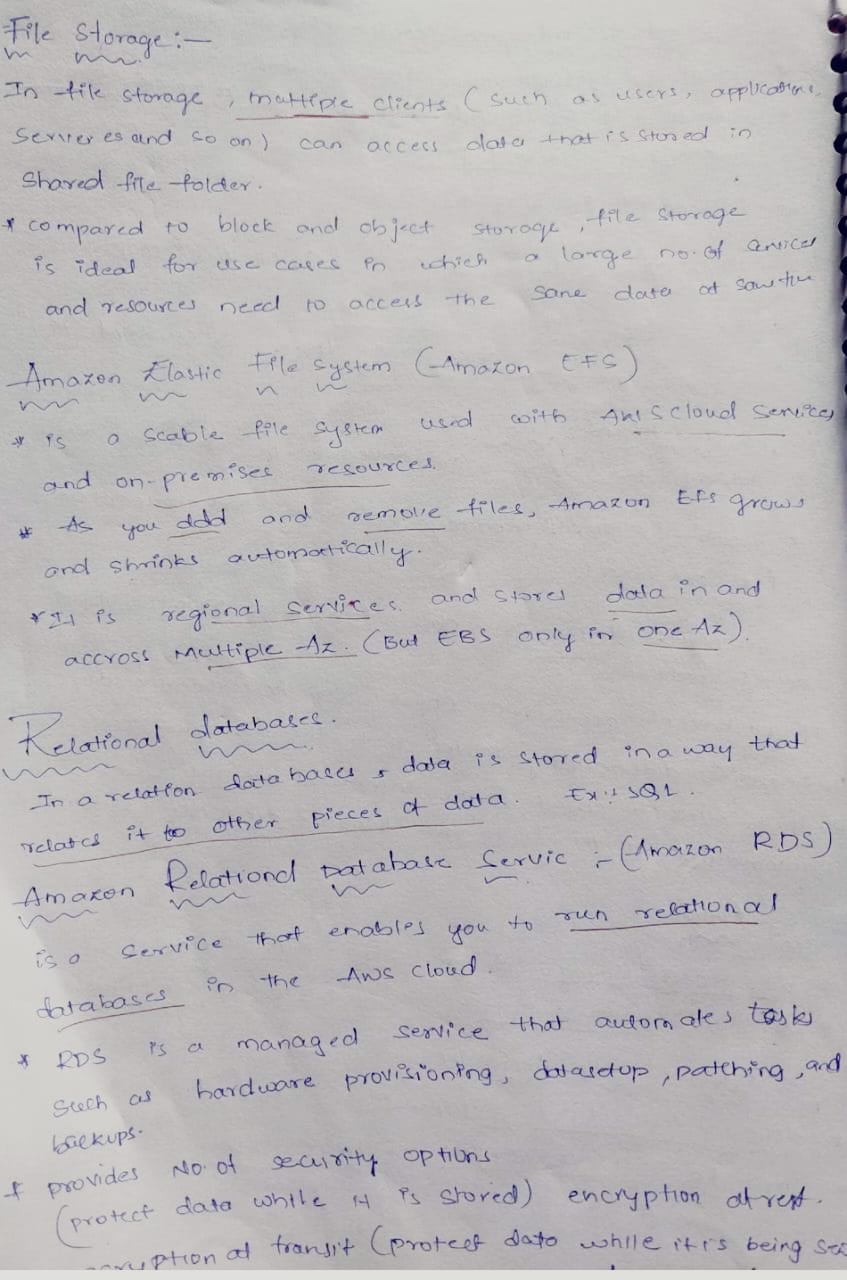 File Storage:-
In file storage, multiple clients (such as users, applications,
Serveres and so on) can access data that is stored in
Shared file folder.
* compared to block and object storage, file storage
is ideal for use cases in which a large no. of services
and resources need to access the same data at same time
Amazon Elastic File System (Amazon EFS)
* is a scable file system used with AWS cloud Services
and on-premises resources.
* As you add and remove files, Amazon EFS grows
and shrinks automatically.
* It is regional services. and stores data in and
accross Multiple Az. (But EBS only in one Az).
Relational databases.
In a relation databases, data is stored in a way that
relates it to other pieces of data. Ex:- SQL.
Amazon Relational Database Servic :- (Amazon RDS)
is a service that enables you to run relational
databases in the AWS cloud.
* RDS is a managed service that automates tasks
Such as hardware provisioning, datasetup, patching, and
backups.
* provides No. of security options
(protect data while it is stored) encryption at rest.
encryption at transit (protect data while it is being